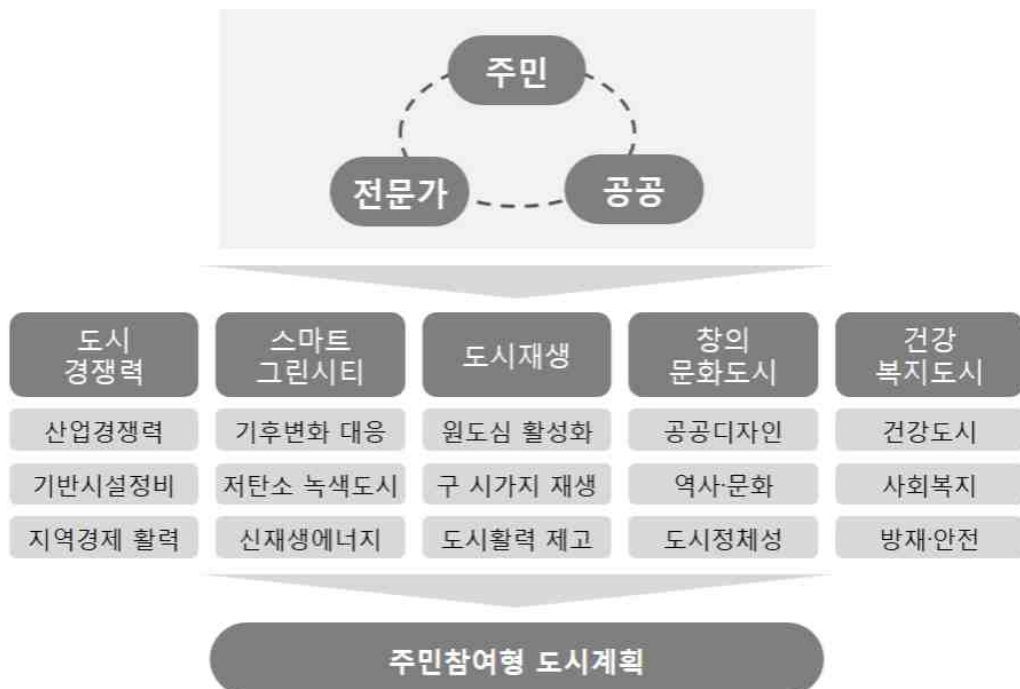 주민
전문가
공공
도시
경쟁력
스마트
그린시티
도시재생
창의
문화도시
건강
복지도시
산업경쟁력
기후변화 대응
원도심 활성화
공공디자인
건강도시
기반시설정비
저탄소 녹색도시
구 시가지 재생
역사·문화
사회복지
지역경제 활력
신재생에너지
도시활력 제고
도시정체성
방재·안전
주민참여형 도시계획